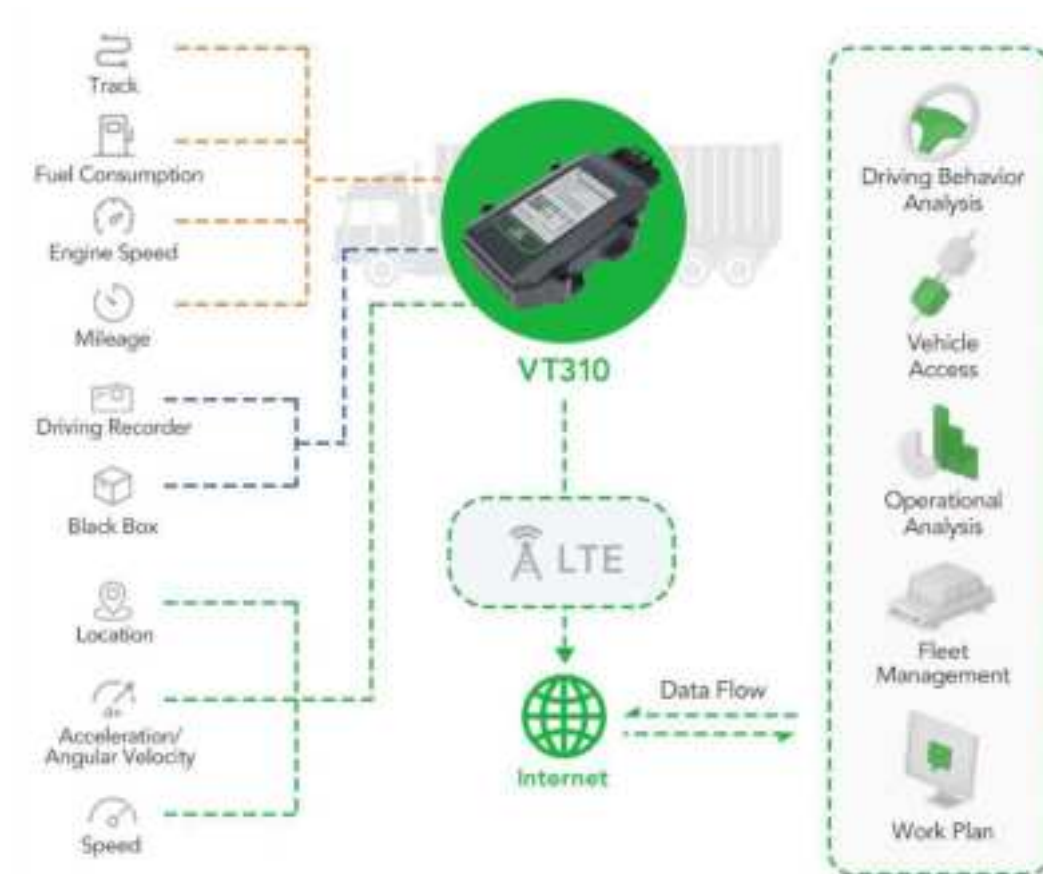 Track
Fuel Consumption
Engine Speed
Mileage
Driving Recorder
Black Box
Location
Acceleration/
Angular Velocity
Speed
VT310
LTE
Internet
Data Flow
Driving Behavior
Analysis
Vehicle
Access
Operational
Analysis
Fleet
Management
Work Plan